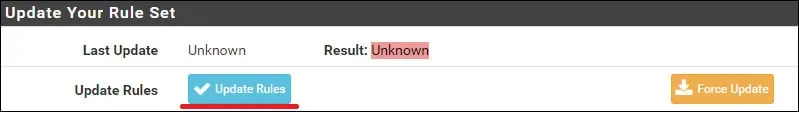 Update Your Rule Set
Last Update Unknown Result: Unknown
Update Rules Update Rules Force Update